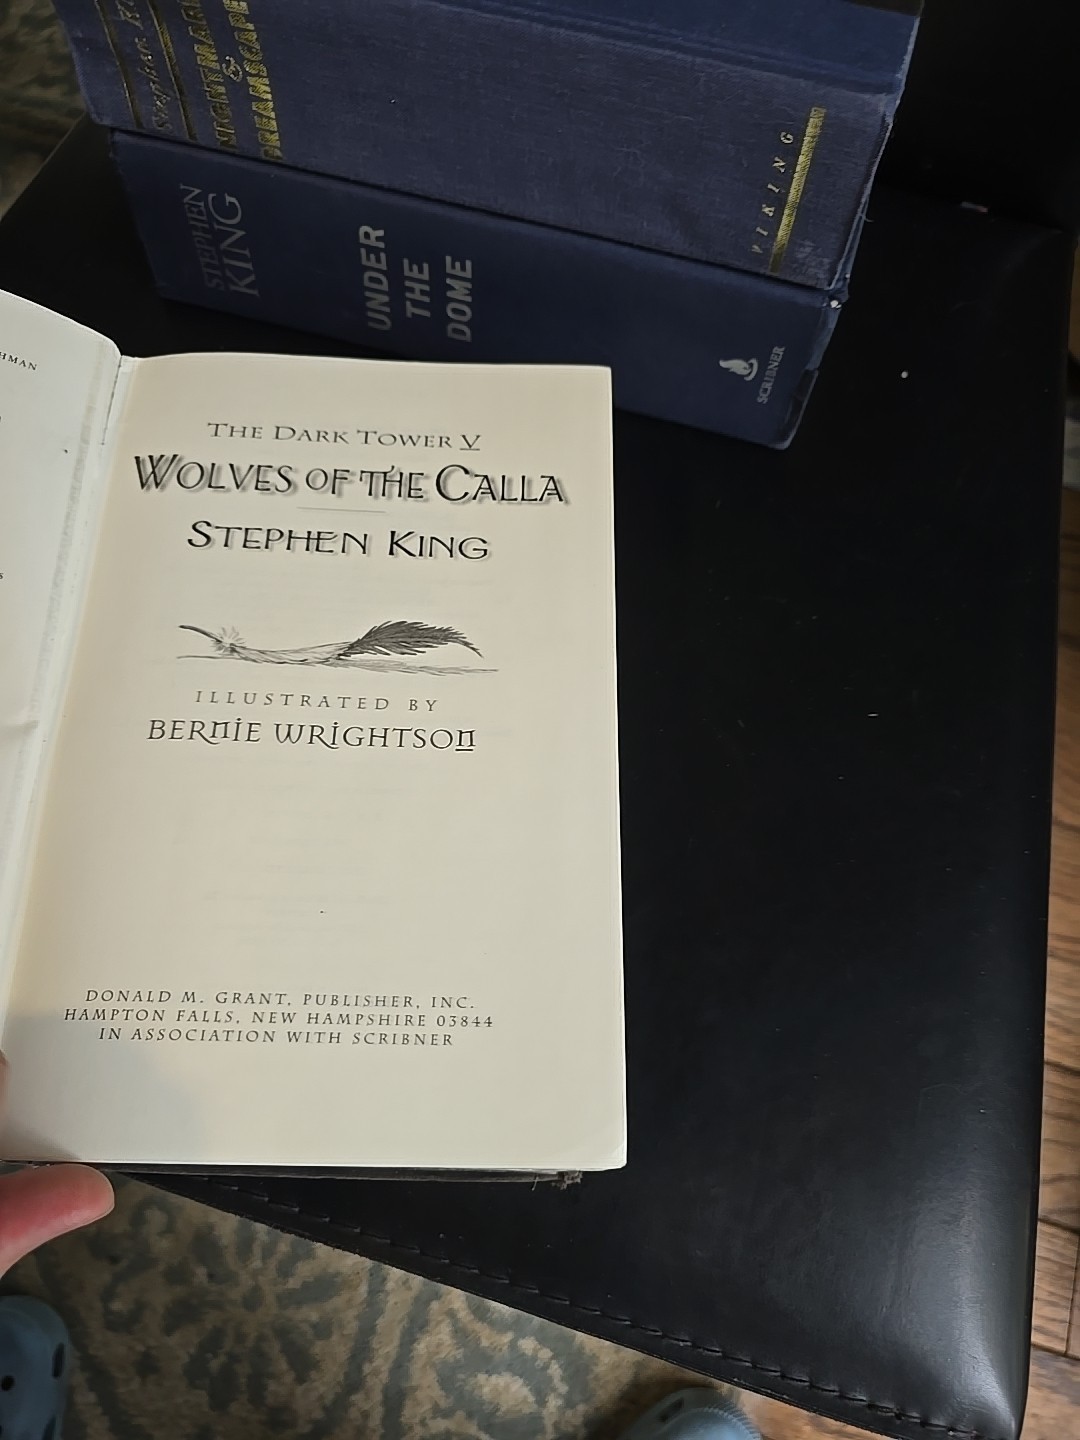 NIGHTMARES
&
DREAMSCAPES
VIKING
STEPHEN
KING
UNDER
THE
DOME
SCRIBNER
HMAN
THE DARK TOWER V
WOLVES OF THE CALLA
STEPHEN KING
ILLUSTRATED BY
BERNIE WRIGHTSON
DONALD M. GRANT, PUBLISHER, INC.
HAMPTON FALLS, NEW HAMPSHIRE 03844
IN ASSOCIATION WITH SCRIBNER